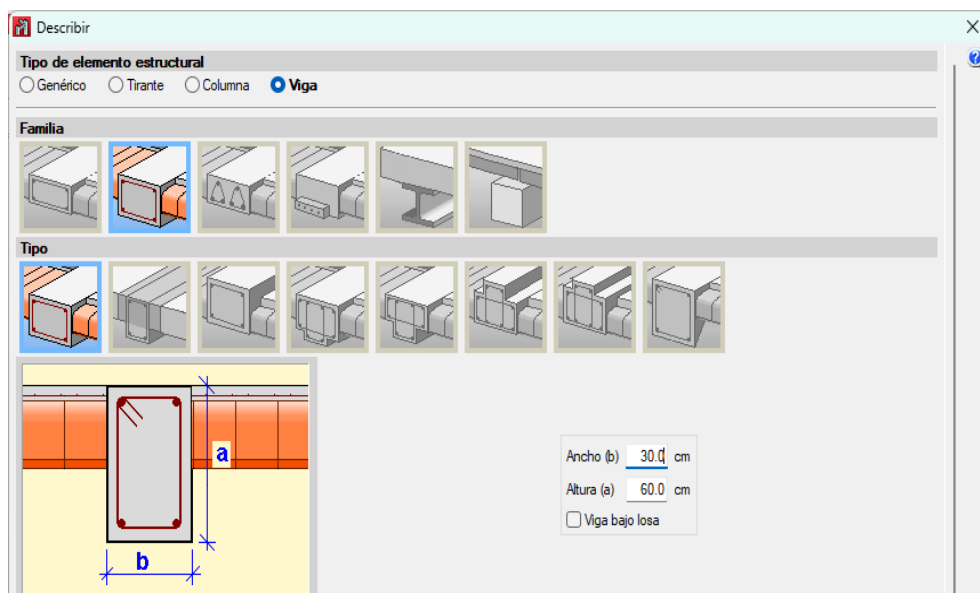 Describir
Tipo de elemento estructural
Genérico Tirante Columna Viga
Familia
Tipo
a
b
Ancho (b) 30.0 cm
Altura (a) 60.0 cm
Viga bajo losa